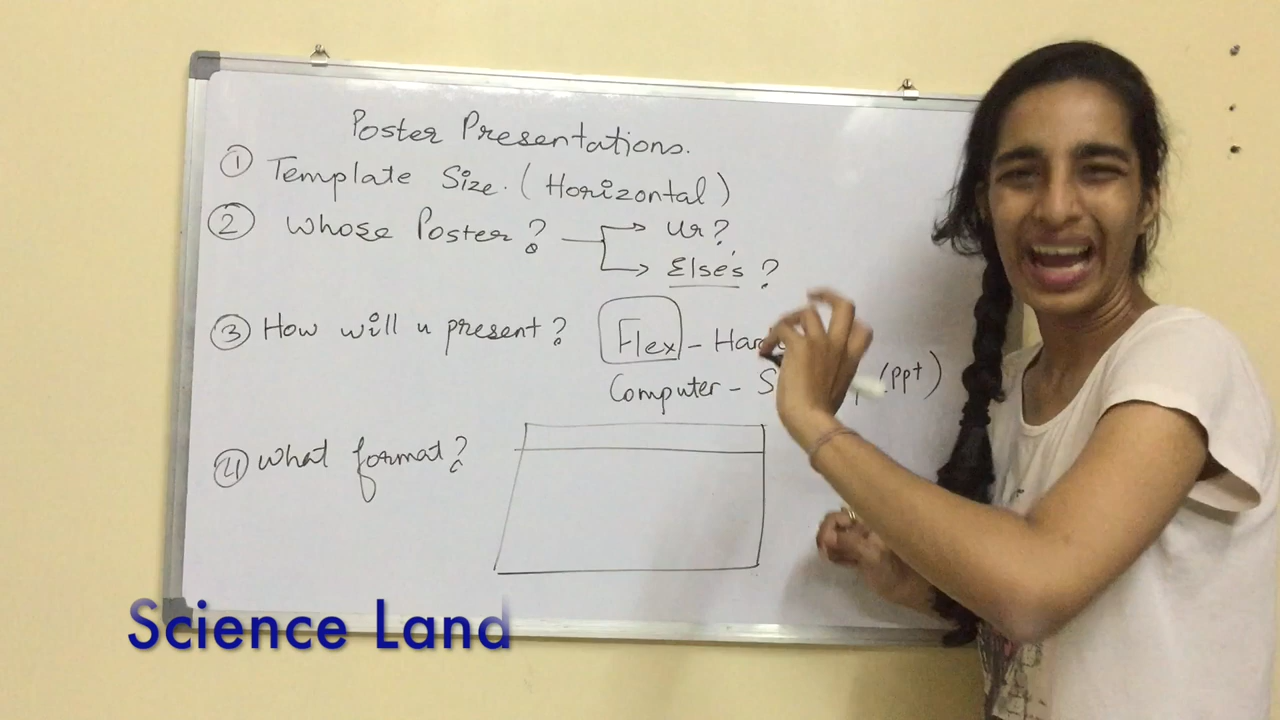 Poster Presentations.
① Template Size. (Horizontal)
② Whose Poster? Ur?
Else's?
③ How will u present? Flex -
Computer - (ppt)
④ What format?
Science Land